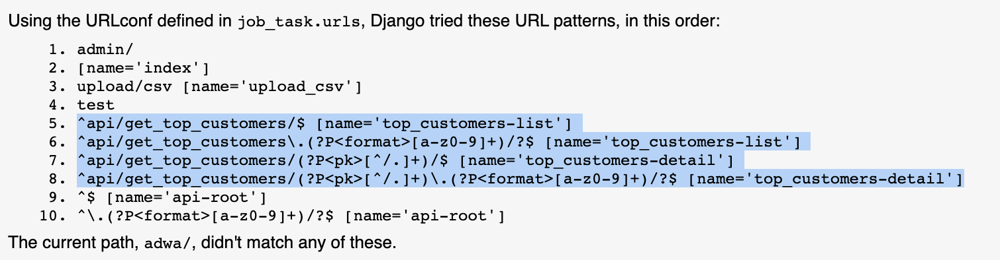 Using the URLconf defined in job_task.urls, Django tried these URL patterns, in this order:
1. admin/
2. [name='index']
3. upload/csv [name='upload_csv']
4. test
5. ^api/get_top_customers/$ [name='top_customers-list']
6. ^api/get_top_customers\.(?P<format>[a-z0-9]+)/?$ [name='top_customers-list']
7. ^api/get_top_customers/(?P<pk>[^/.]+)/$ [name='top_customers-detail']
8. ^api/get_top_customers/(?P<pk>[^/.]+)\.(?P<format>[a-z0-9]+)/?$ [name='top_customers-detail']
9. ^$ [name='api-root']
10. ^\.(?P<format>[a-z0-9]+)/?$ [name='api-root']
The current path, adwa/, didn't match any of these.